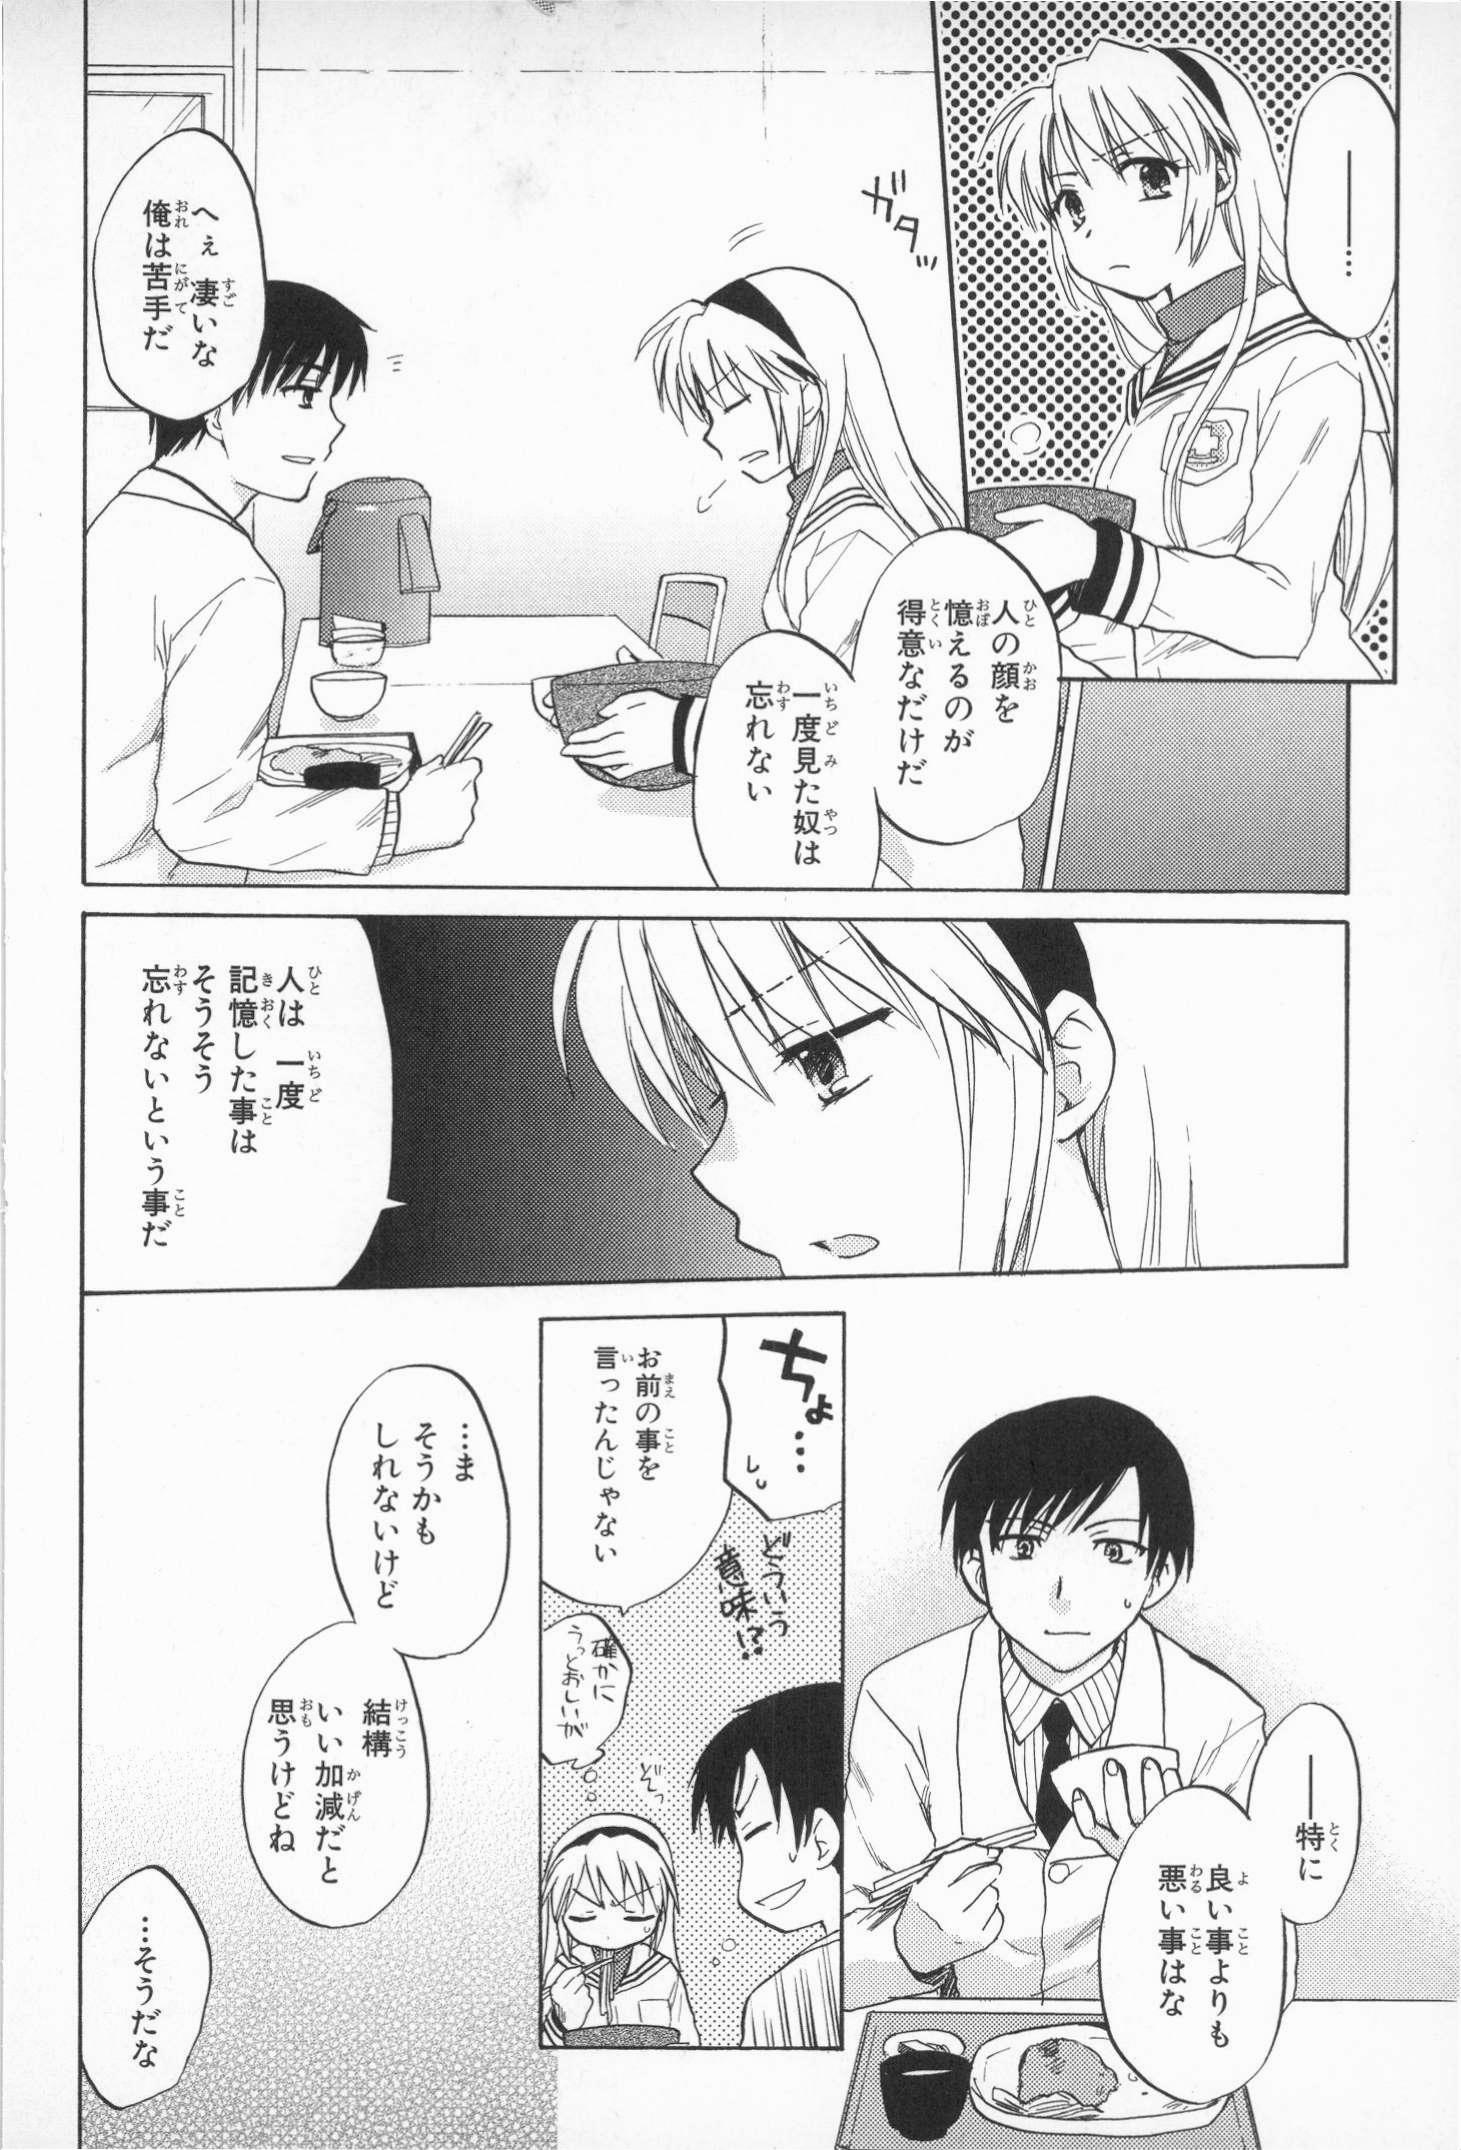 ――…
ガタ
人の顔を
憶えるのが
得意なだけだ
一度見た奴は
忘れない
へぇ 凄いな
俺は苦手だ
人は 一度
記憶した事は
そうそう
忘れないという事だ
――特に
良い事よりも
悪い事はな
ちょ…
どういう
意味!?
お前の事を
言ったんじゃない
確かに
うっとおしいが
…ま
そうかも
しれないけど
結構
いい加減だと
思うけどね
…そうだな